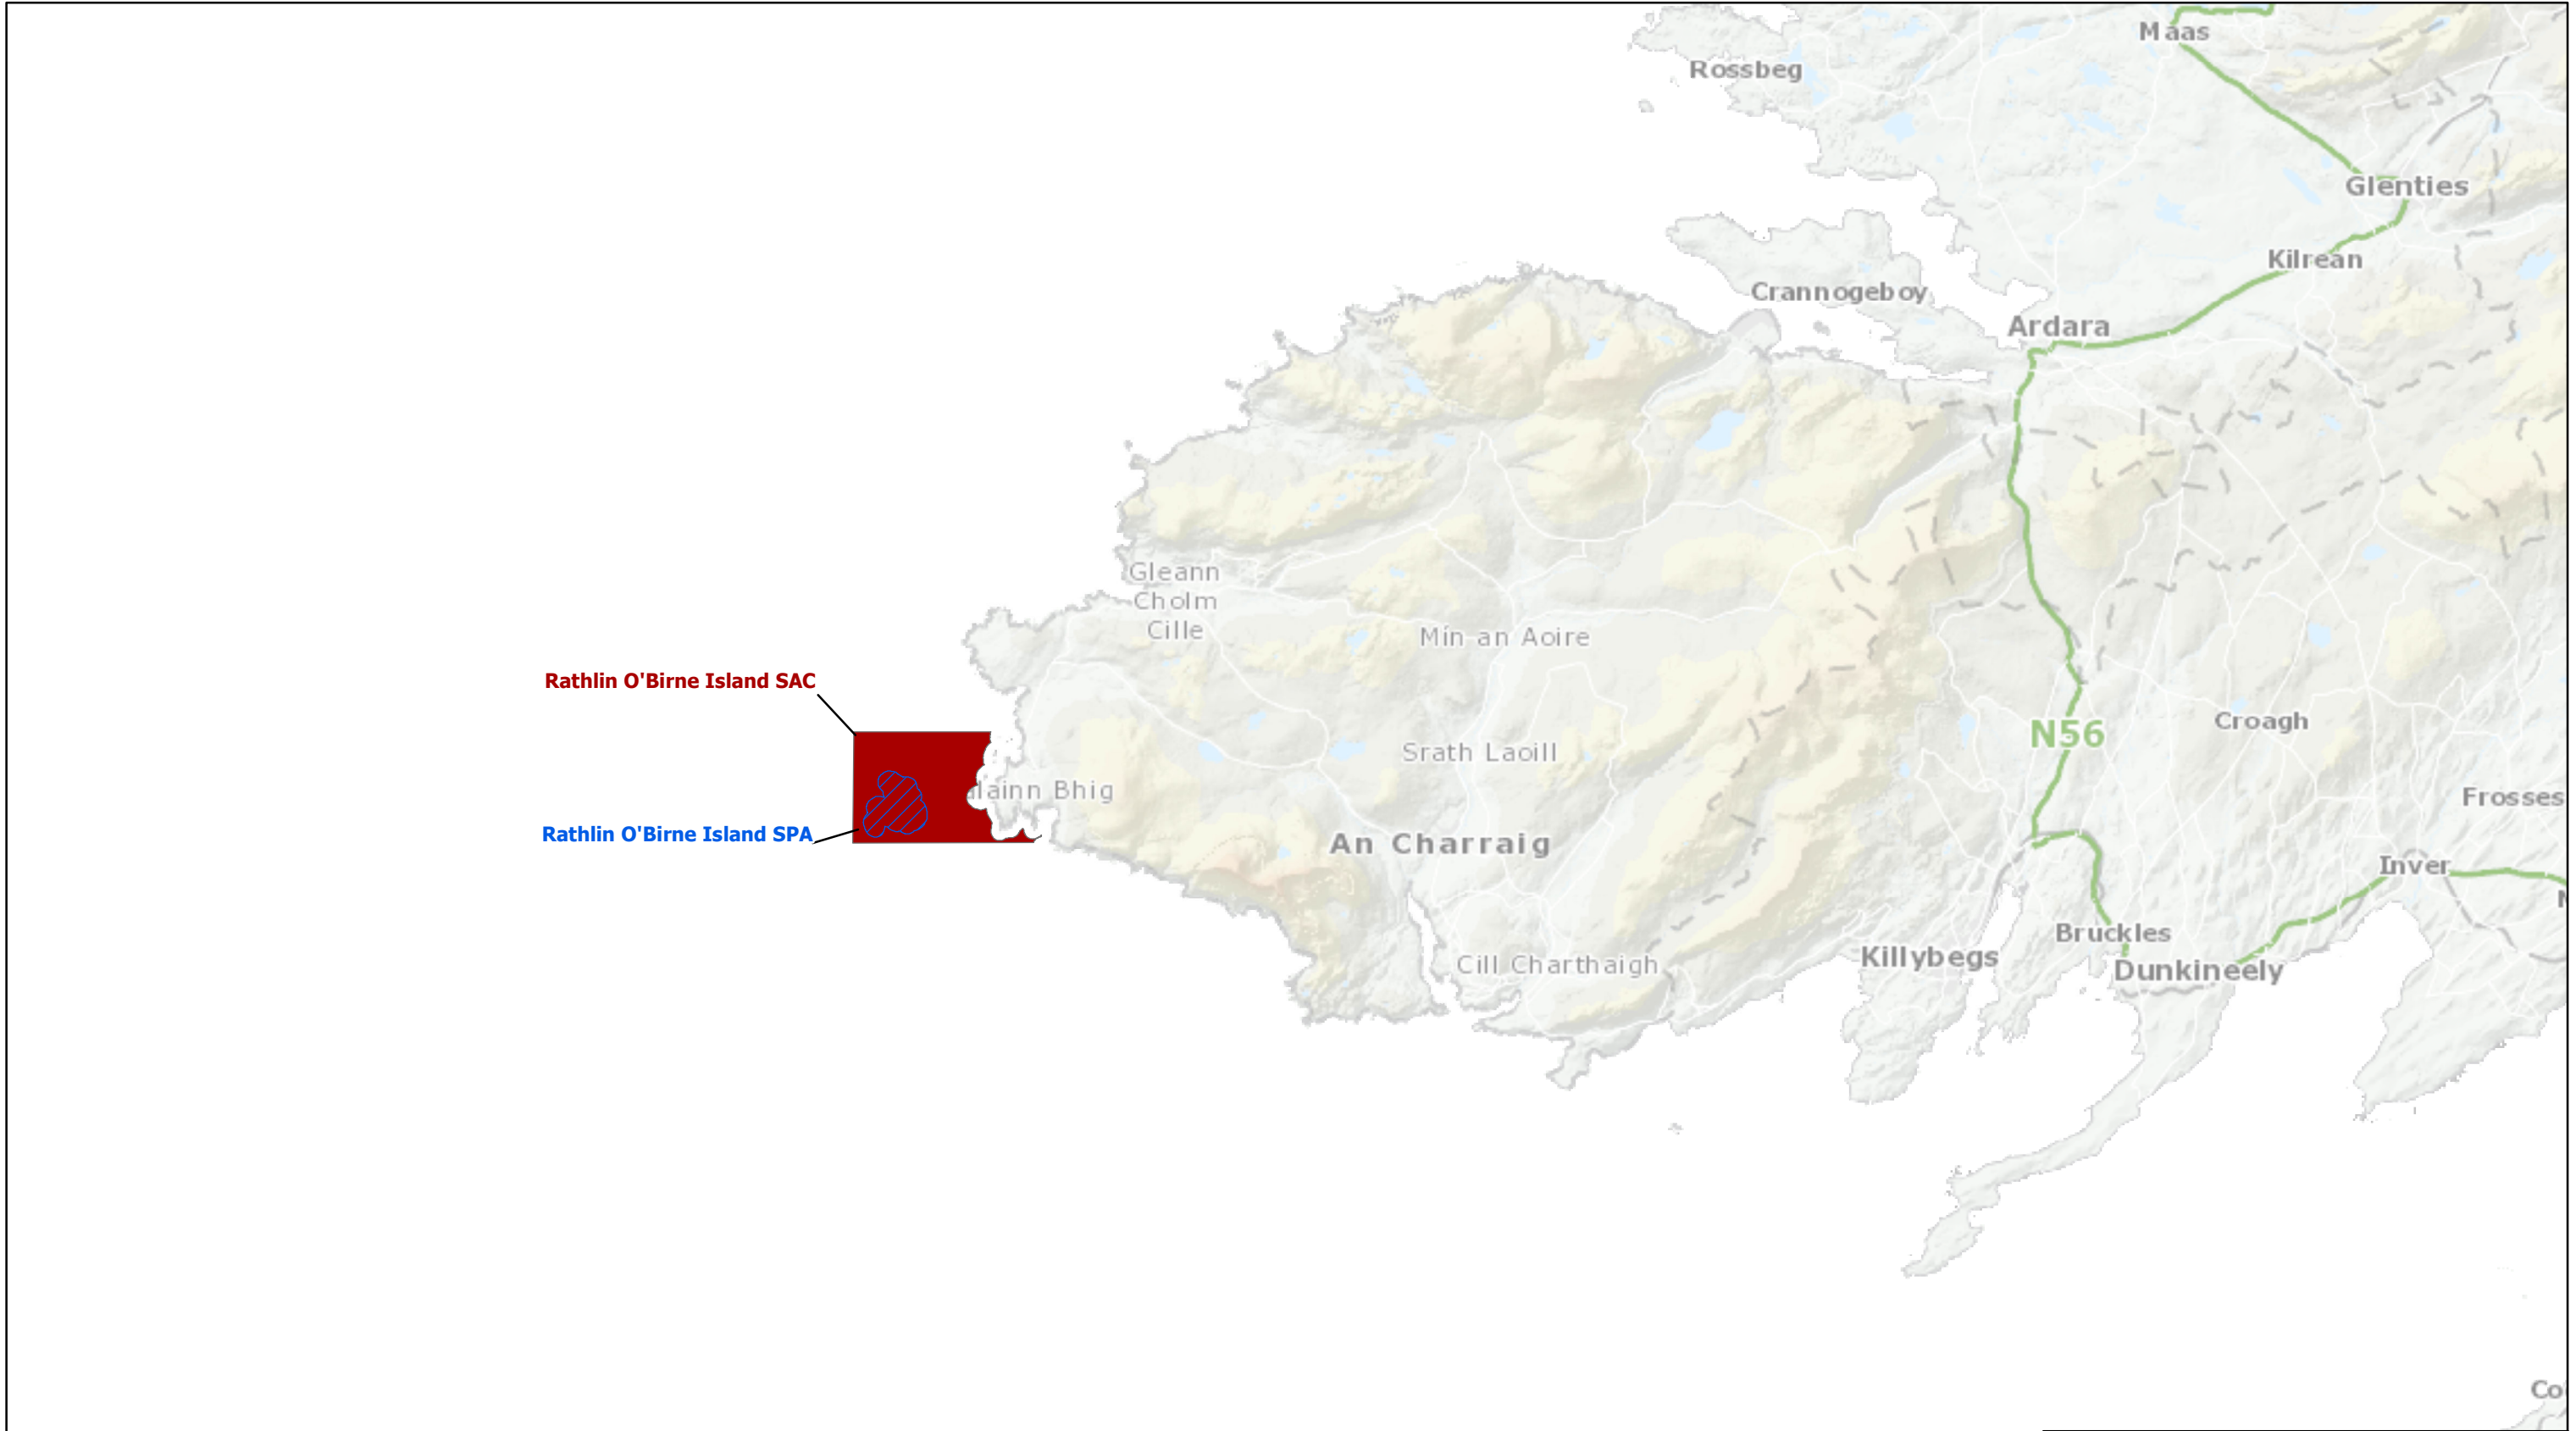 Maas
Rossbeg
Glenties
Kilrean
Crannogeboy
Ardara
Gleann
Cholm
Cille
Mín an Aoire
Rathlin O'Birne Island SAC
Croagh
N56
Srath Laoill
lainn Bhig
Frosses
Rathlin O'Birne Island SPA
An Charraig
Inver
Bruckles
Killybegs
Cill Charthaigh
Dunkineely
Co